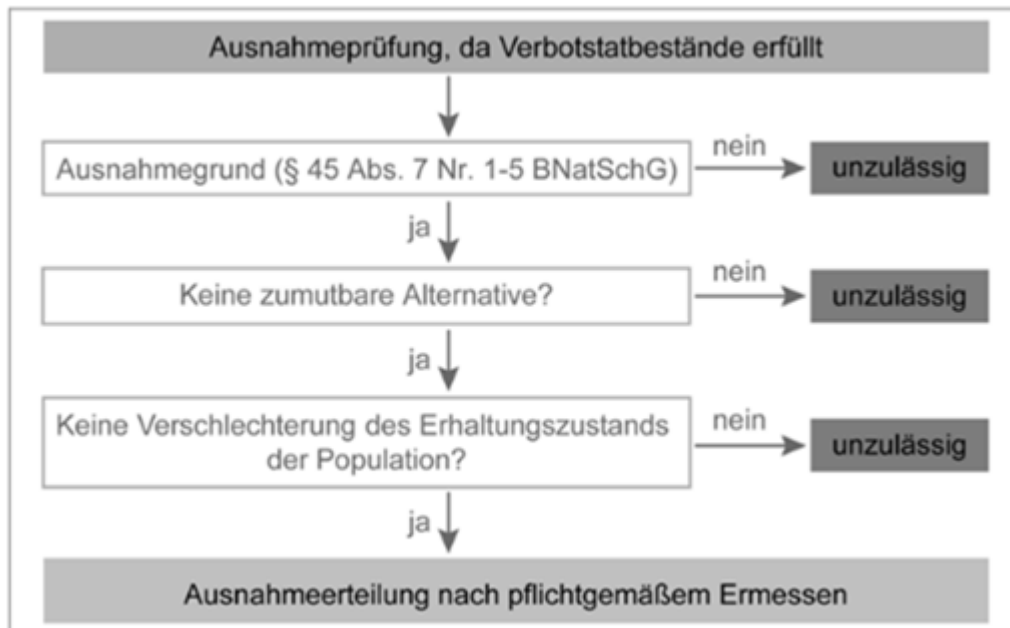 Ausnahmeprüfung, da Verbotstatbestände erfüllt
Ausnahmegrund (§ 45 Abs. 7 Nr. 1-5 BNatSchG)
nein
unzulässig
ja
Keine zumutbare Alternative?
nein
unzulässig
ja
Keine Verschlechterung des Erhaltungszustands
der Population?
nein
unzulässig
ja
Ausnahmeerteilung nach pflichtgemäßem Ermessen